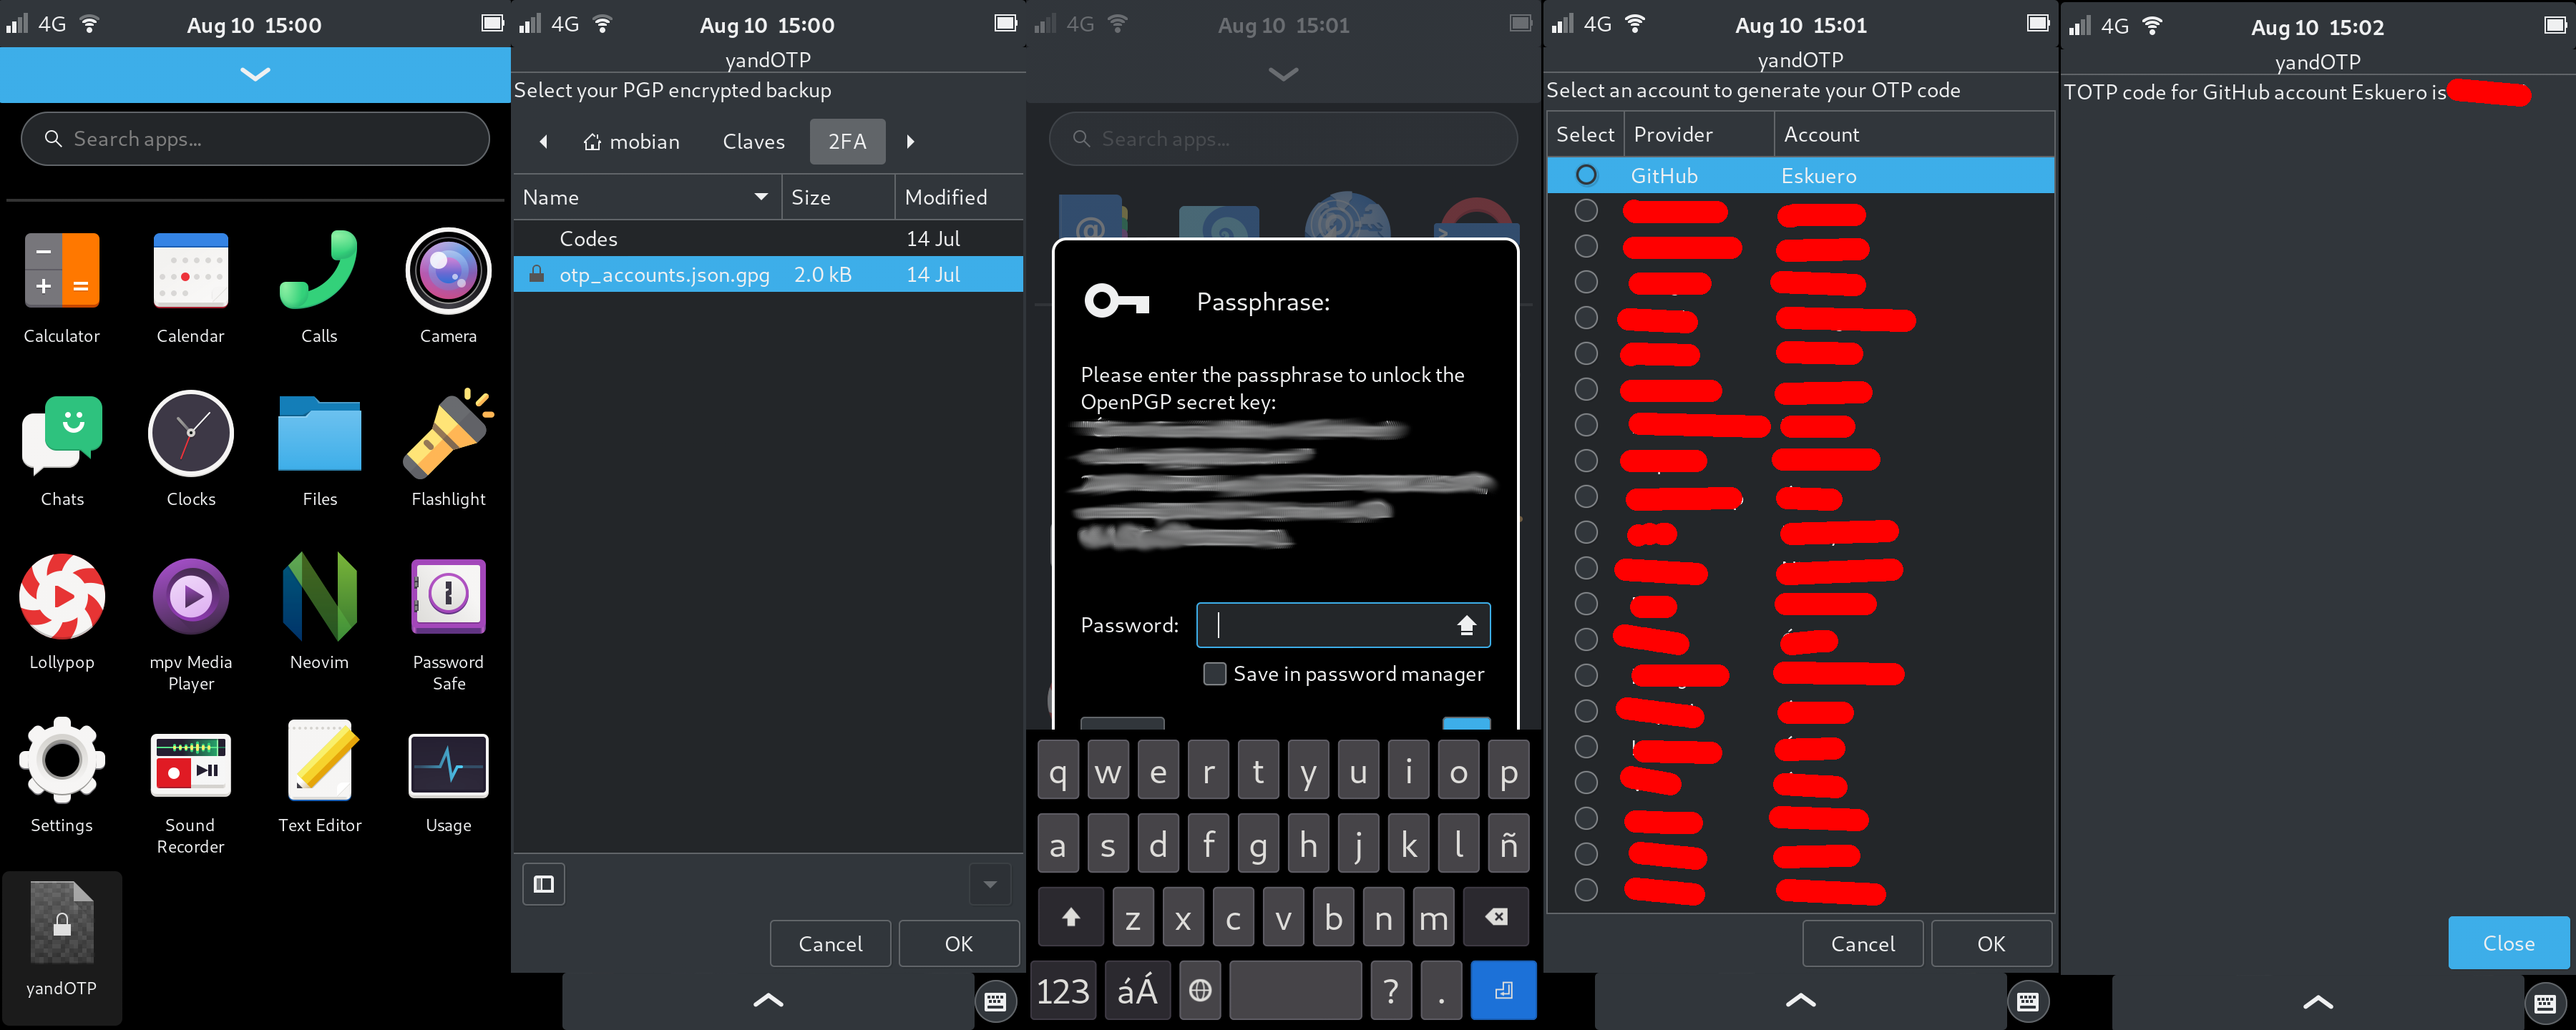 4G Aug 10 15:00
Search apps...
Calculator Calendar Calls Camera
Chats Clocks Files Flashlight
Lollypop mpv Media Player Neovim Password Safe
Settings Sound Recorder Text Editor Usage
yandOTP
4G Aug 10 15:00
yandOTP
Select your PGP encrypted backup
mobian Claves 2FA
Name Size Modified
Codes 14 Jul
otp_accounts.json.gpg 2.0 kB 14 Jul
Cancel OK
4G Aug 10 15:01
Search apps...
Passphrase:
Please enter the passphrase to unlock the
OpenPGP secret key:
Password:
Save in password manager
q w e r t y u i o p
a s d f g h j k l ñ
z x c v b n m
123 áÁ ? .
4G Aug 10 15:01
yandOTP
Select an account to generate your OTP code
Select Provider Account
GitHub Eskuero
Cancel OK
4G Aug 10 15:02
yandOTP
TOTP code for GitHub account Eskuero is
Close